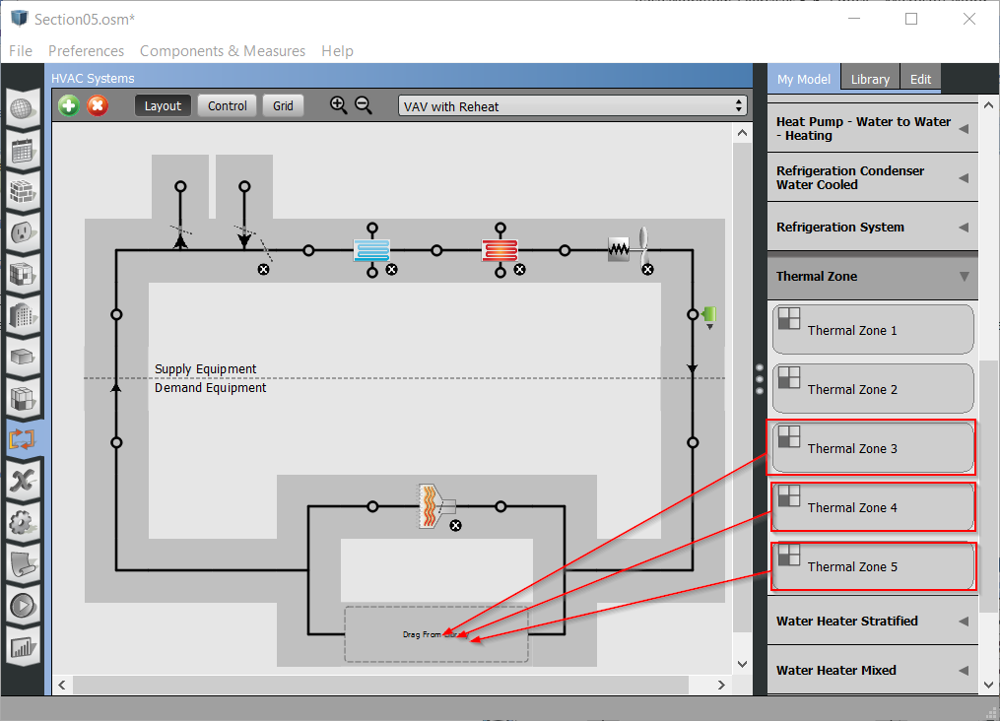 Section05.osm*
File Preferences Components & Measures Help
HVAC Systems
Layout Control Grid VAV with Reheat
Supply Equipment
Demand Equipment
Drag From
My Model Library Edit
Heat Pump - Water to Water
- Heating
Refrigeration Condenser
Water Cooled
Refrigeration System
Thermal Zone
Thermal Zone 1
Thermal Zone 2
Thermal Zone 3
Thermal Zone 4
Thermal Zone 5
Water Heater Stratified
Water Heater Mixed